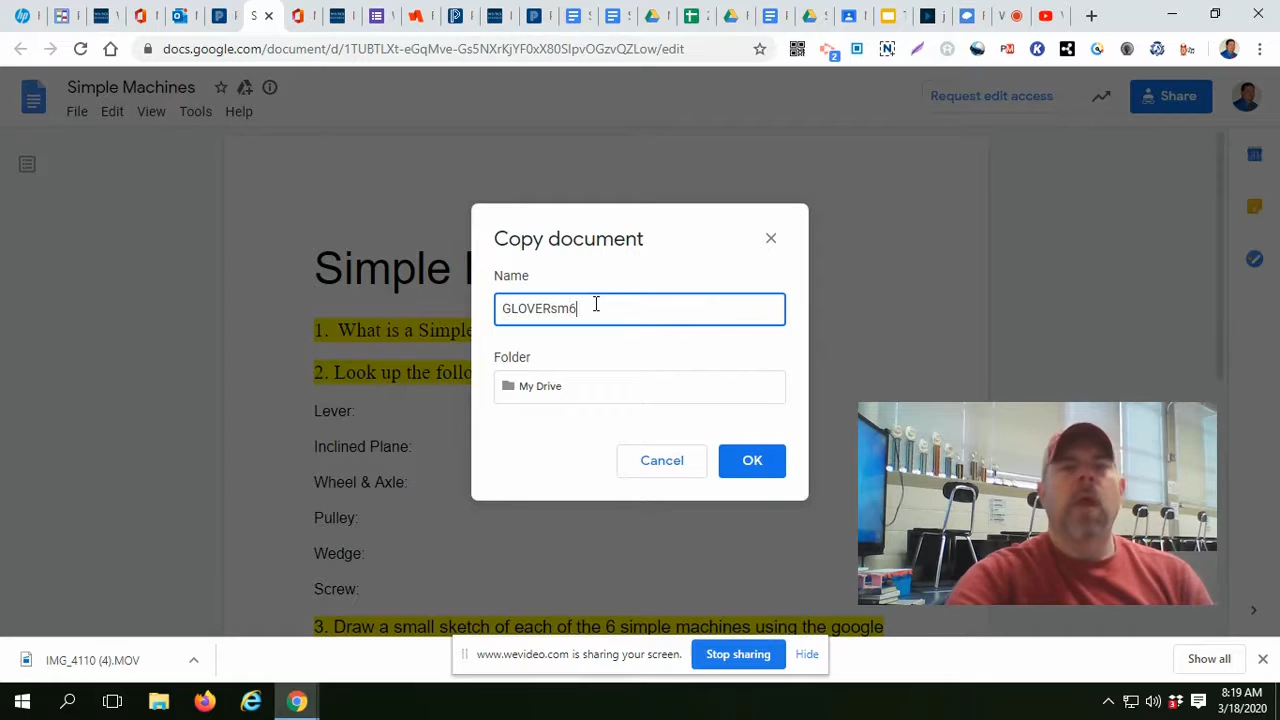 docs.google.com/document/d/1TUBTLXt-eGqMve-Gs5NXrKjYF0xX80SIpvOGzvQZLow/edit
2
Simple Machines
Request edit access
Share
File Edit View Tools Help
Copy document
Name
GLOVERsm6
Folder
My Drive
Cancel
OK
Simple
1. What is a Simple
2. Look up the follo
Lever:
Inclined Plane:
Wheel & Axle:
Pulley:
Wedge:
Screw:
3. Draw a small sketch of each of the 6 simple machines using the google
www.wevideo.com is sharing your screen.
Stop sharing
Hide
IMG_4110 (4).MOV
Show all
8:19 AM
3/18/2020